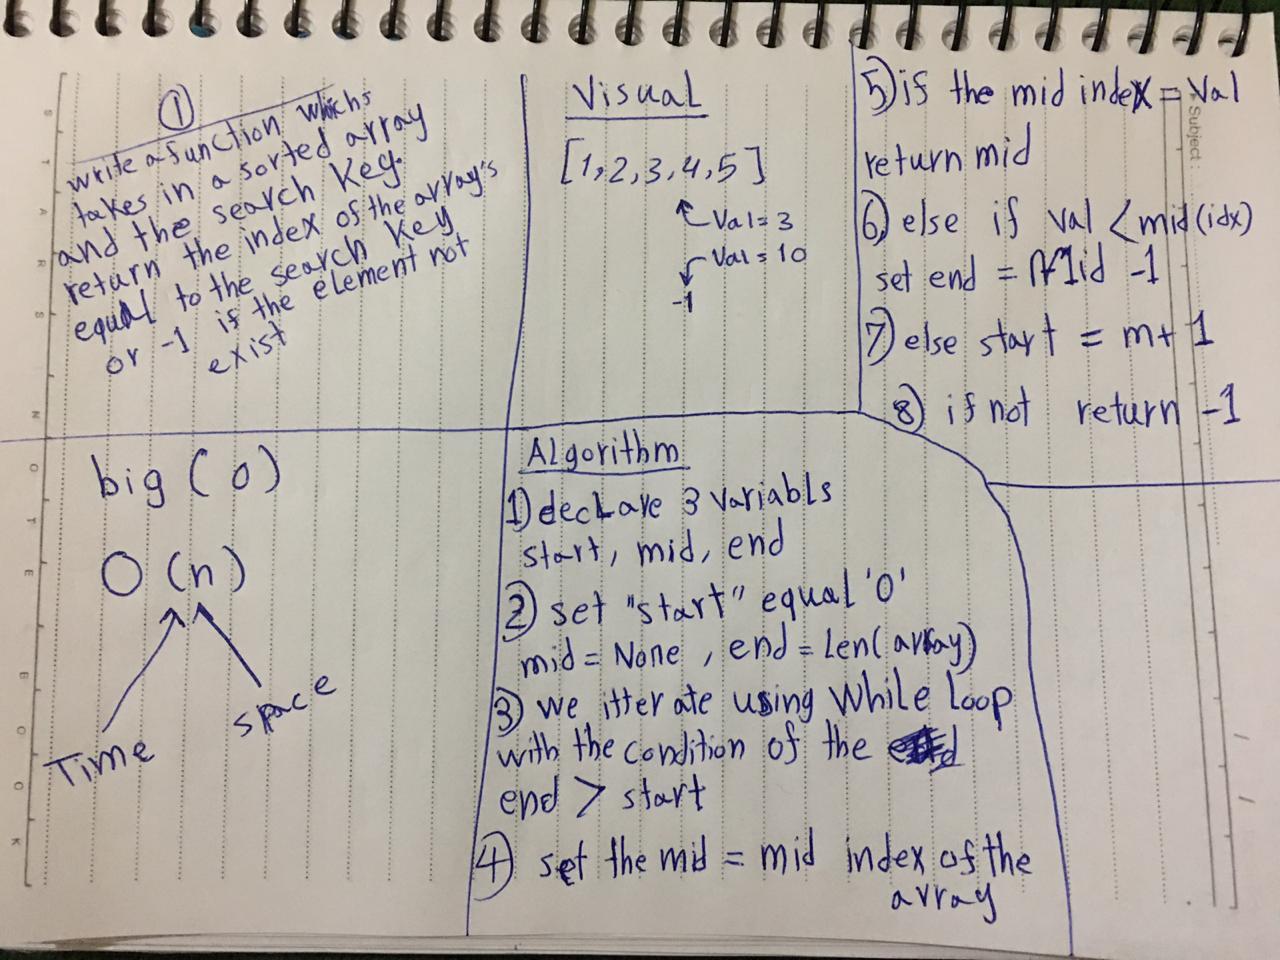 ①
write a function whichs
takes in a sorted array
and the search key.
return the index of the array's
equal to the search key
or -1 if the element not
exist
Visual
[1,2,3,4,5]
Val=3
Val=10
-1
big (o)
O (n)
Time
space
Algorithm
1) declare 3 variabls
start, mid, end
2) set "start" equal '0'
mid = None, end = Len(array)
3) we itterate using While Loop
with the condition of the
end > start
4) set the mid = mid index of the
array
5) if the mid index = Val
return mid
6) else if val < mid(idx)
set end = Mid -1
7) else start = m+1
8) if not return -1
Subject:
START
NOTEBOOK